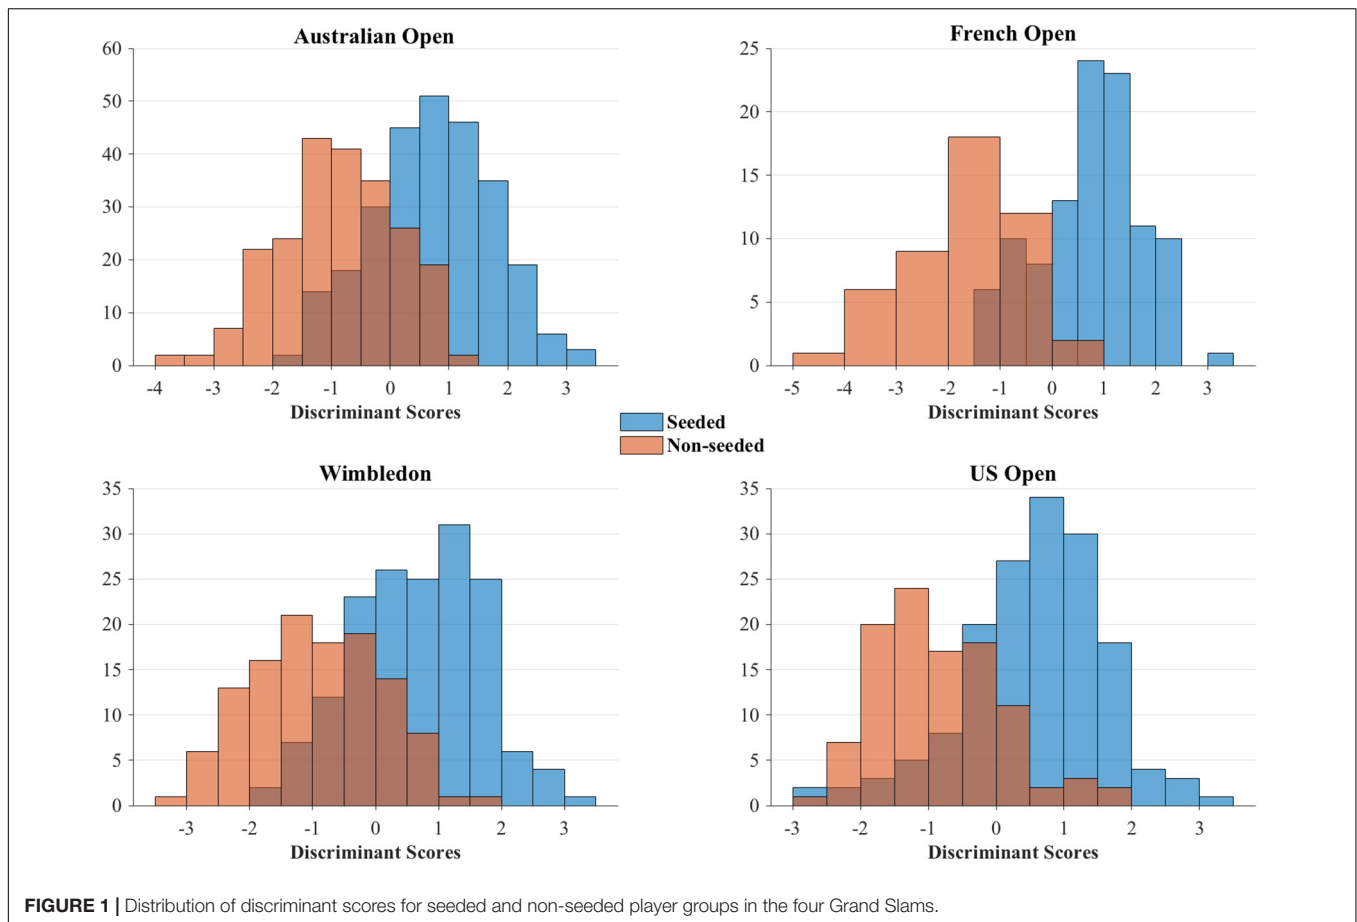 Australian Open
60
50
40
30
20
10
0
-4 -3 -2 -1 0 1 2 3
Discriminant Scores
French Open
25
20
15
10
5
0
-5 -4 -3 -2 -1 0 1 2 3
Discriminant Scores
Seeded
Non-seeded
Wimbledon
35
30
25
20
15
10
5
0
-3 -2 -1 0 1 2 3
Discriminant Scores
US Open
35
30
25
20
15
10
5
0
-3 -2 -1 0 1 2 3
Discriminant Scores
FIGURE 1 | Distribution of discriminant scores for seeded and non-seeded player groups in the four Grand Slams.